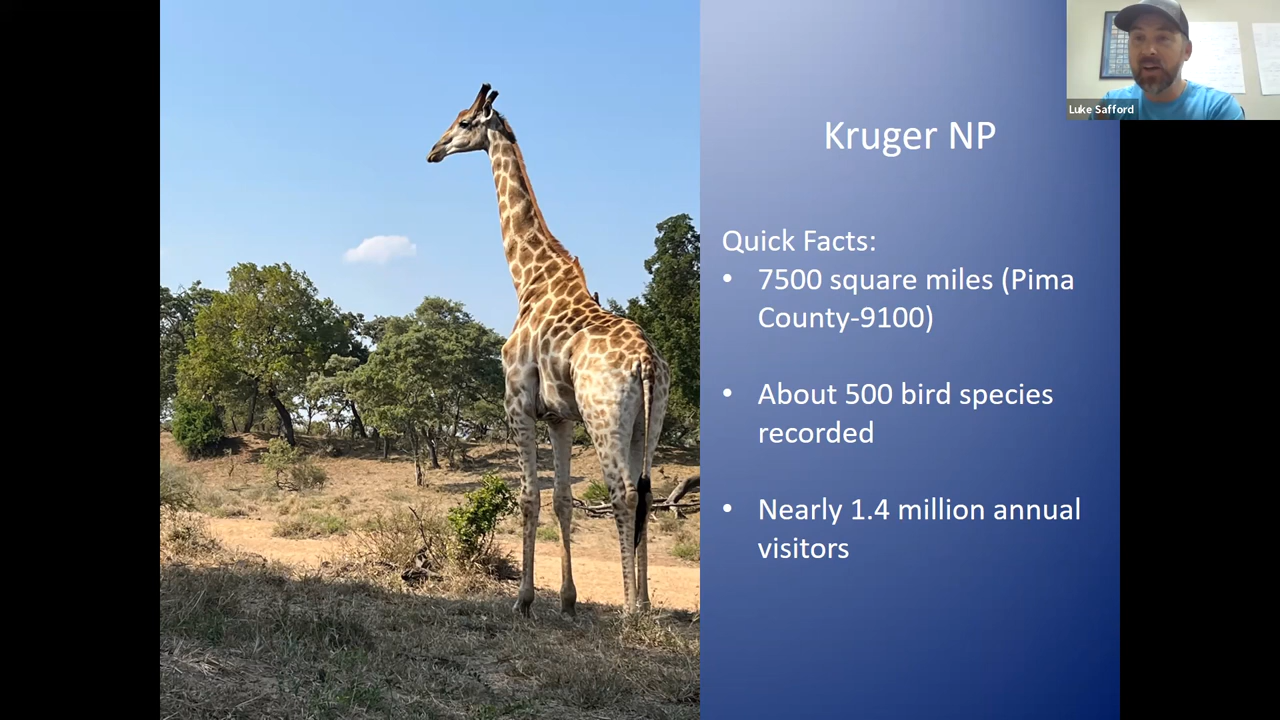 Luke Safford
Kruger NP
Quick Facts:
• 7500 square miles (Pima
County-9100)
• About 500 bird species
recorded
• Nearly 1.4 million annual
visitors